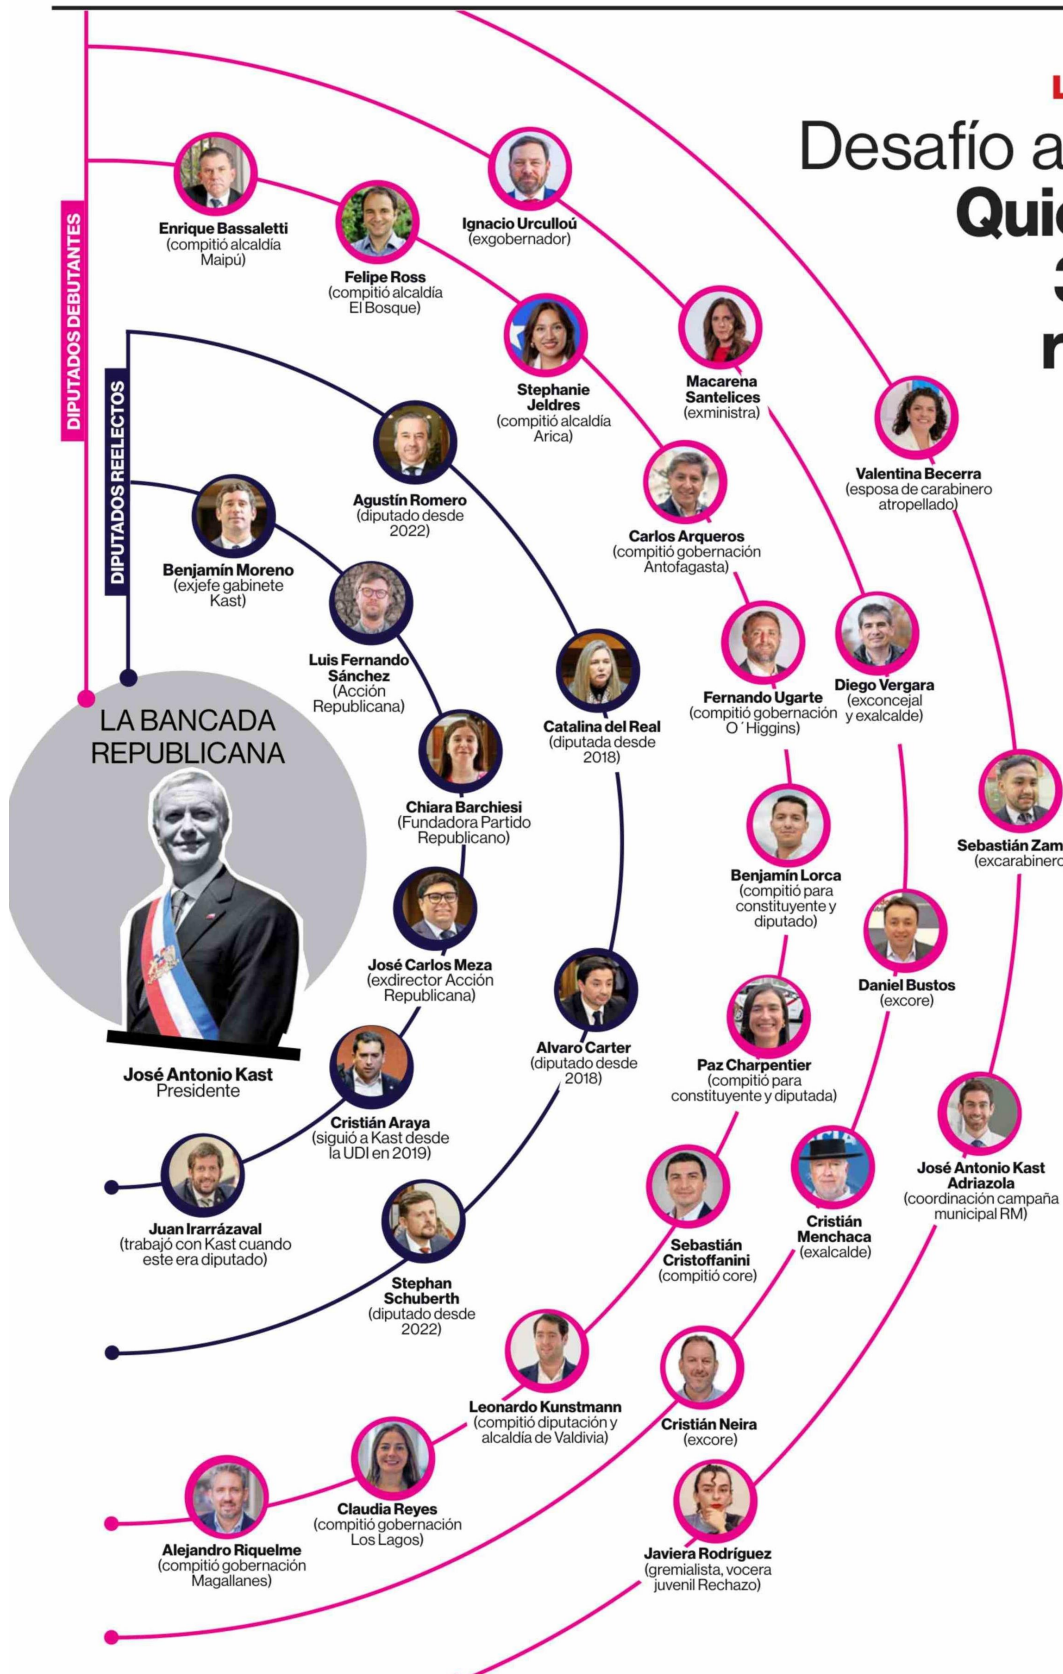 L
Desafío a
Quie
3
r
DIPUTADOS DEBUTANTES
DIPUTADOS REELECTOS
Enrique Bassaletti
(compitió alcaldía
Maipú)
Felipe Ross
(compitió alcaldía
El Bosque)
Ignacio Urculloú
(exgobernador)
Stephanie
Jeldres
(compitió alcaldía
Arica)
Macarena
Santelices
(exministra)
Valentina Becerra
(esposa de carabinero
atropellado)
Agustín Romero
(diputado desde
2022)
Carlos Arqueros
(compitió gobernación
Antofagasta)
Benjamín Moreno
(exjefe gabinete
Kast)
Luis Fernando
Sánchez
(Acción
Republicana)
Catalina del Real
(diputada desde
2018)
Fernando Ugarte
(compitió gobernación
O´Higgins)
Diego Vergara
(exconcejal
y exalcalde)
LA BANCADA
REPUBLICANA
Chiara Barchiesi
(Fundadora Partido
Republicano)
Sebastián Zam
(excarabinero
Benjamín Lorca
(compitió para
constituyente y
diputado)
José Carlos Meza
(exdirector Acción
Republicana)
Daniel Bustos
(excore)
Alvaro Carter
(diputado desde
2018)
Paz Charpentier
(compitió para
constituyente y diputada)
José Antonio Kast
Presidente
Cristián Araya
(siguió a Kast desde
la UDI en 2019)
José Antonio Kast
Adriazola
(coordinación campaña
municipal RM)
Juan Irarrázaval
(trabajó con Kast cuando
este era diputado)
Cristián
Menchaca
(exalcalde)
Sebastián
Cristoffanini
(compitió core)
Stephan
Schuberth
(diputado desde
2022)
Leonardo Kunstmann
(compitió diputación y
alcaldía de Valdivia)
Cristián Neira
(excore)
Claudia Reyes
(compitió gobernación
Los Lagos)
Alejandro Riquelme
(compitió gobernación
Magallanes)
Javiera Rodríguez
(gremialista, vocera
juvenil Rechazo)